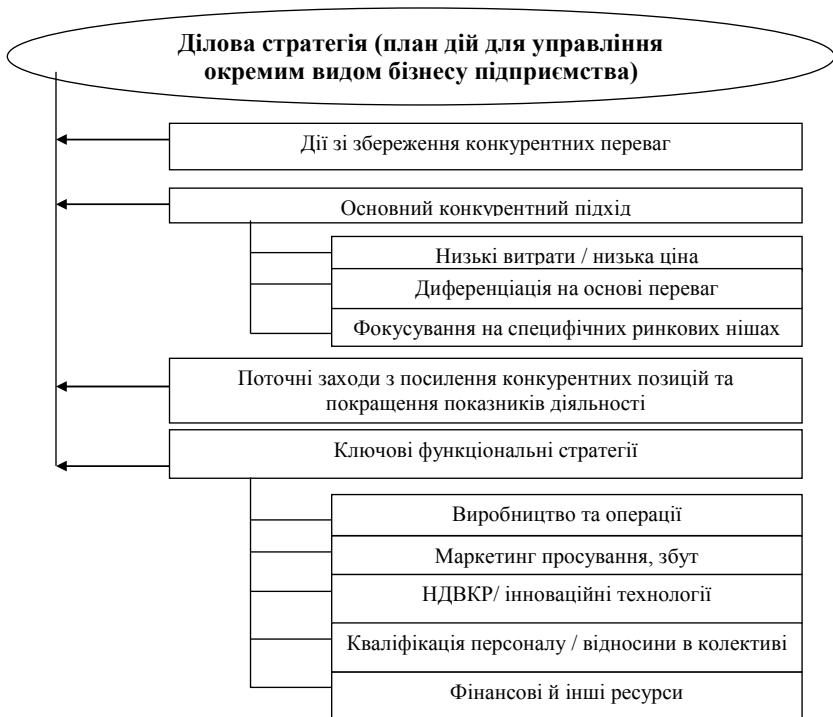 Ділова стратегія (план дій для управління
окремим видом бізнесу підприємства)
Дії зі збереження конкурентних переваг
Основний конкурентний підхід
Низькі витрати / низька ціна
Диференціація на основі переваг
Фокусування на специфічних ринкових нішах
Поточні заходи з посилення конкурентних позицій та
покращення показників діяльності
Ключові функціональні стратегії
Виробництво та операції
Маркетинг просування, збут
НДВКР/ інноваційні технології
Кваліфікація персоналу / відносини в колективі
Фінансові й інші ресурси